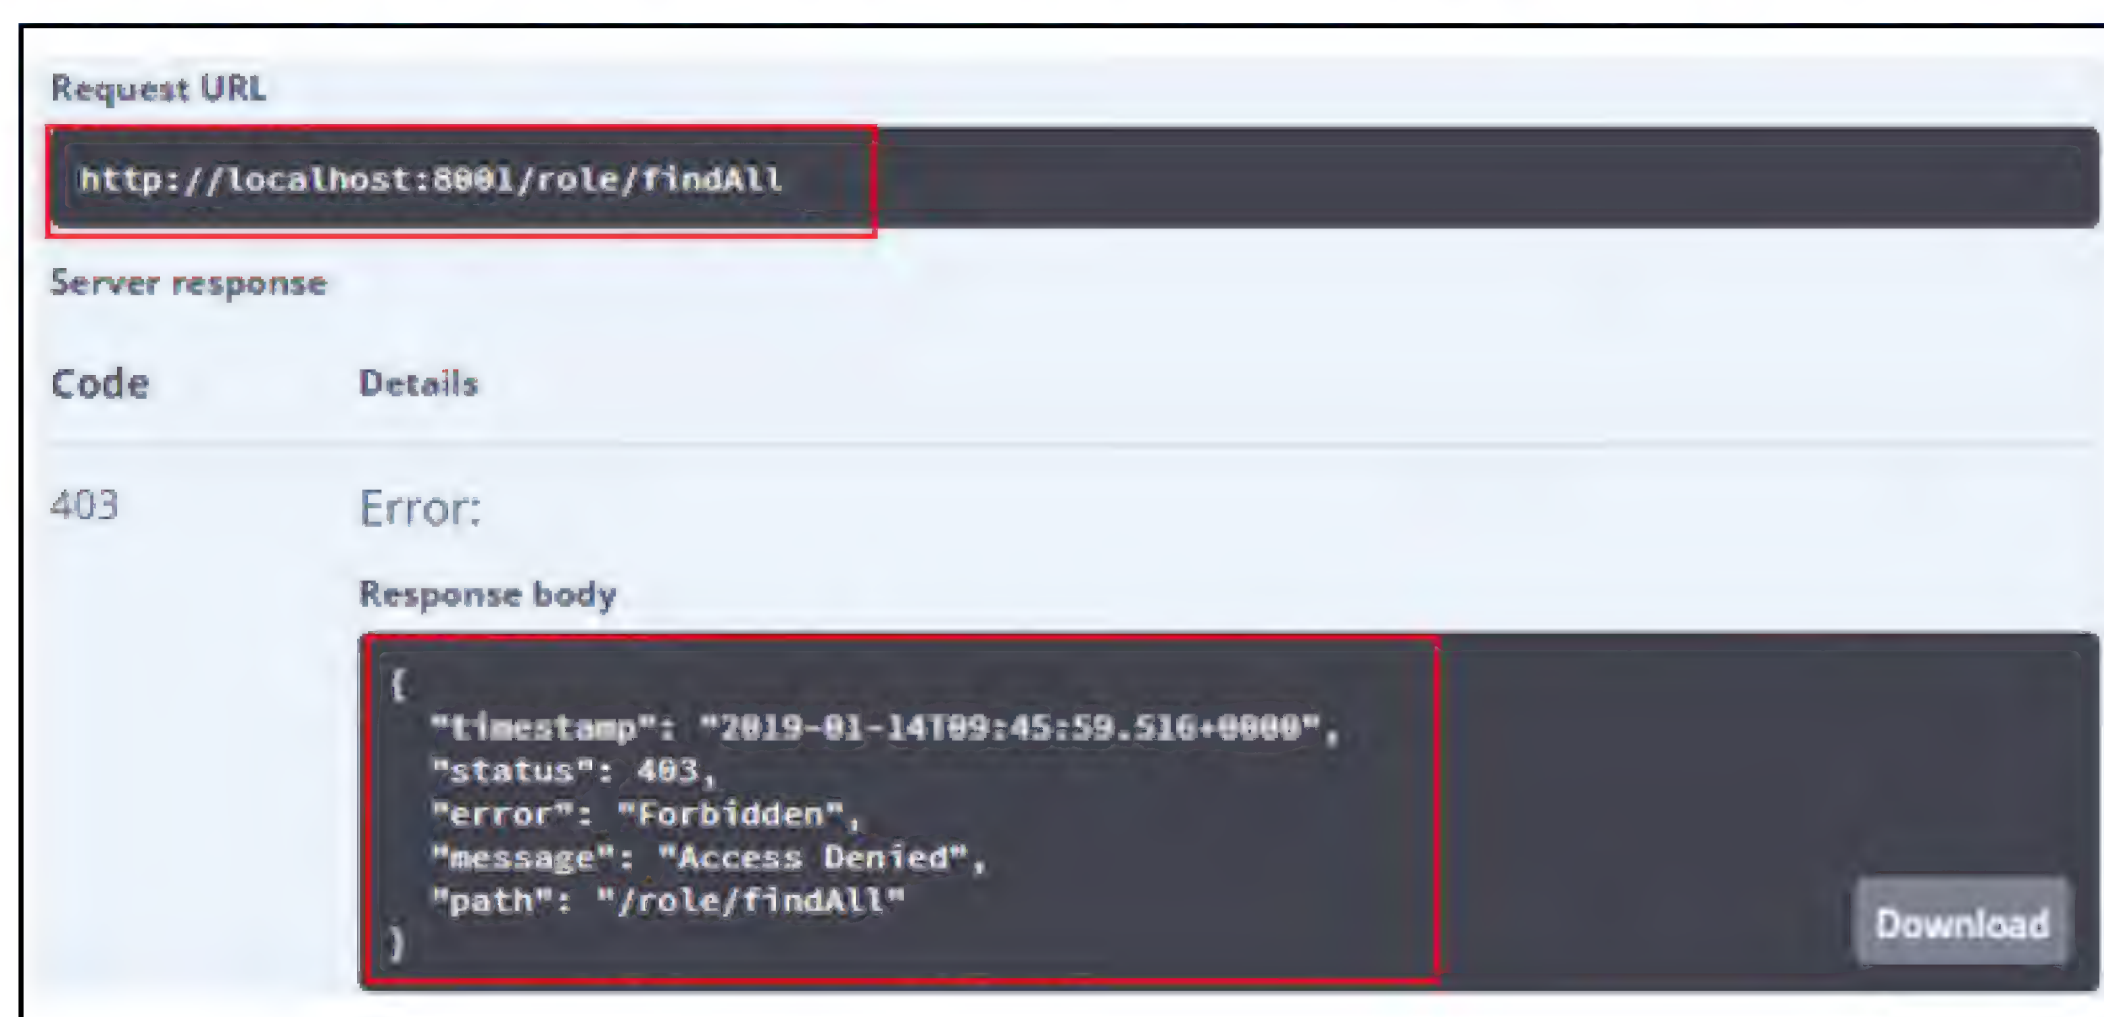 Request URL
http://localhost:8001/role/findAll
Server response
Code Details
403 Error:
Response body
{
"timestamp": "2019-01-14T09:45:59.516+0000",
"status": 403,
"error": "Forbidden",
"message": "Access Denied",
"path": "/role/findAll"
}
Download